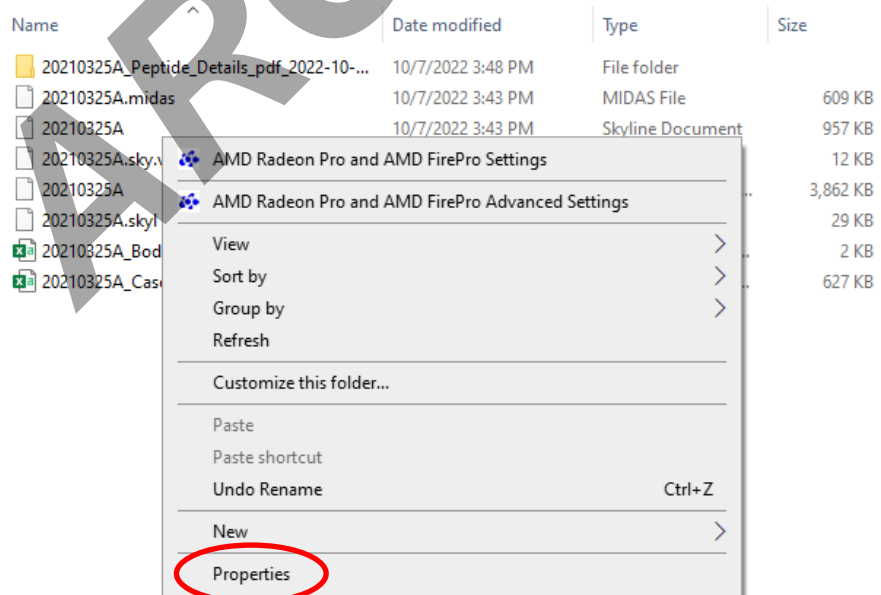 Name Date modified Type Size
20210325A_Peptide_Details_pdf_2022-10-... 10/7/2022 3:48 PM File folder
20210325A.midas 10/7/2022 3:43 PM MIDAS File 609 KB
20210325A 10/7/2022 3:43 PM Skyline Document 957 KB
20210325A.sky. 12 KB
20210325A .. 3,862 KB
20210325A.skyl 29 KB
20210325A_Bod .. 2 KB
20210325A_Cas .. 627 KB
AMD Radeon Pro and AMD FirePro Settings
AMD Radeon Pro and AMD FirePro Advanced Settings
View
Sort by
Group by
Refresh
Customize this folder...
Paste
Paste shortcut
Undo Rename Ctrl+Z
New
Properties